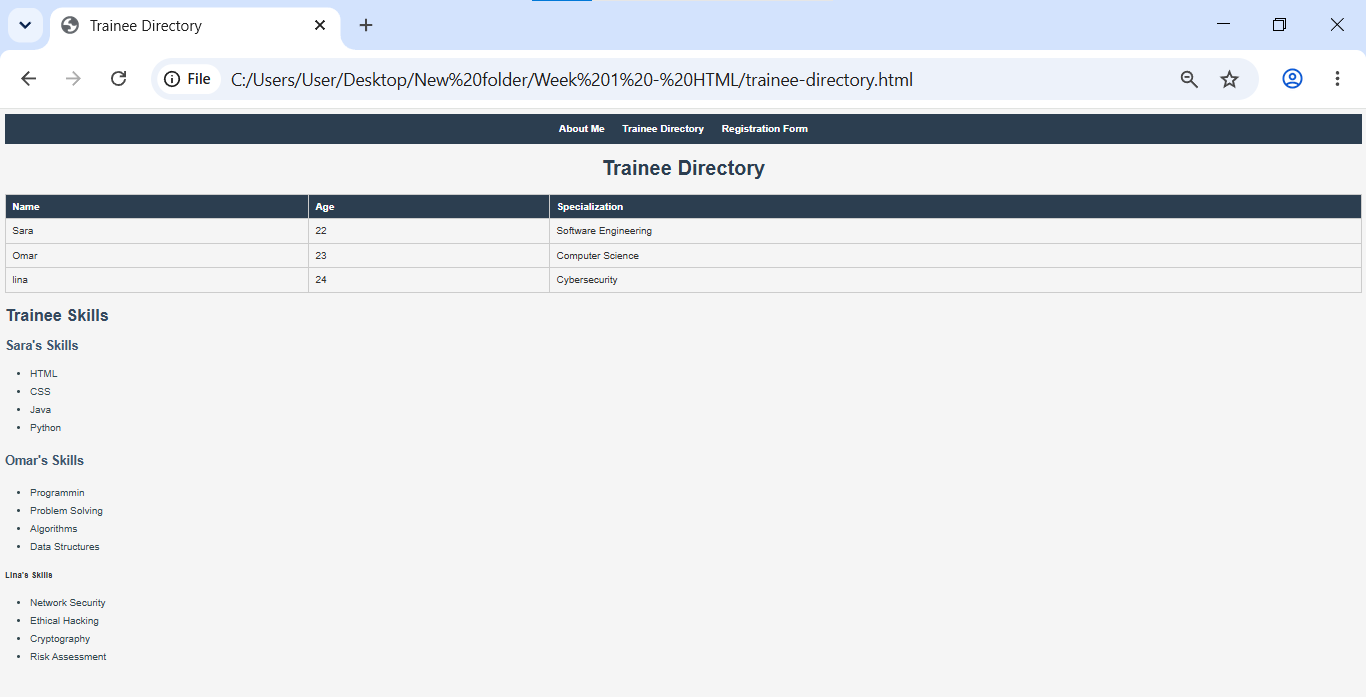 Trainee Directory
File C:/Users/User/Desktop/New%20folder/Week%201%20-%20HTML/trainee-directory.html
About Me Trainee Directory Registration Form
Trainee Directory
Name Age Specialization
Sara 22 Software Engineering
Omar 23 Computer Science
lina 24 Cybersecurity
Trainee Skills
Sara's Skills
• HTML
• CSS
• Java
• Python
Omar's Skills
• Programmin
• Problem Solving
• Algorithms
• Data Structures
Lina's Skills
• Network Security
• Ethical Hacking
• Cryptography
• Risk Assessment